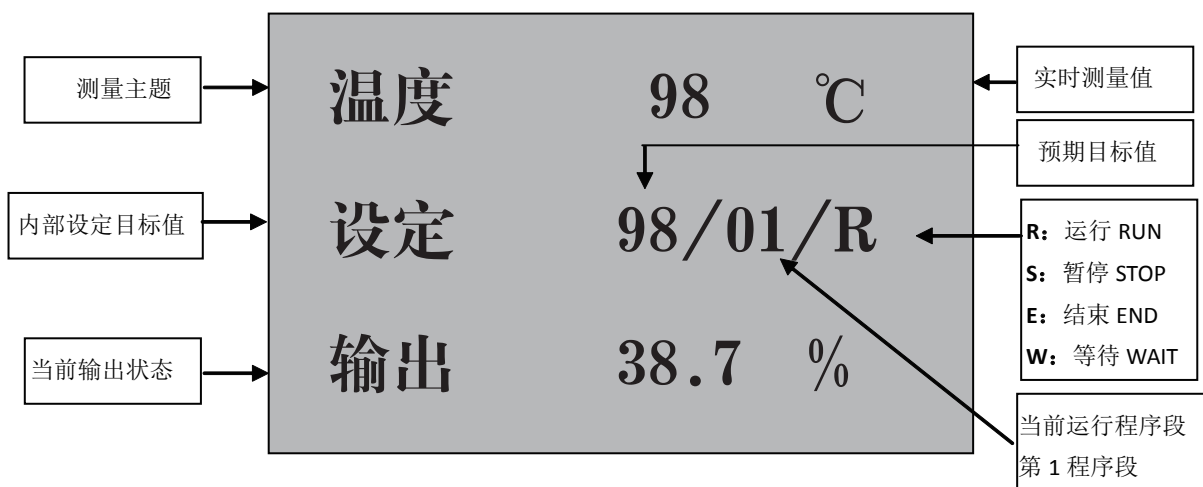 测量主题
温度 98 ℃
实时测量值
预期目标值
内部设定目标值
设定 98/01/R
R：运行 RUN
S：暂停 STOP
E：结束 END
W：等待 WAIT
当前输出状态
输出 38.7 %
当前运行程序段
第 1 程序段